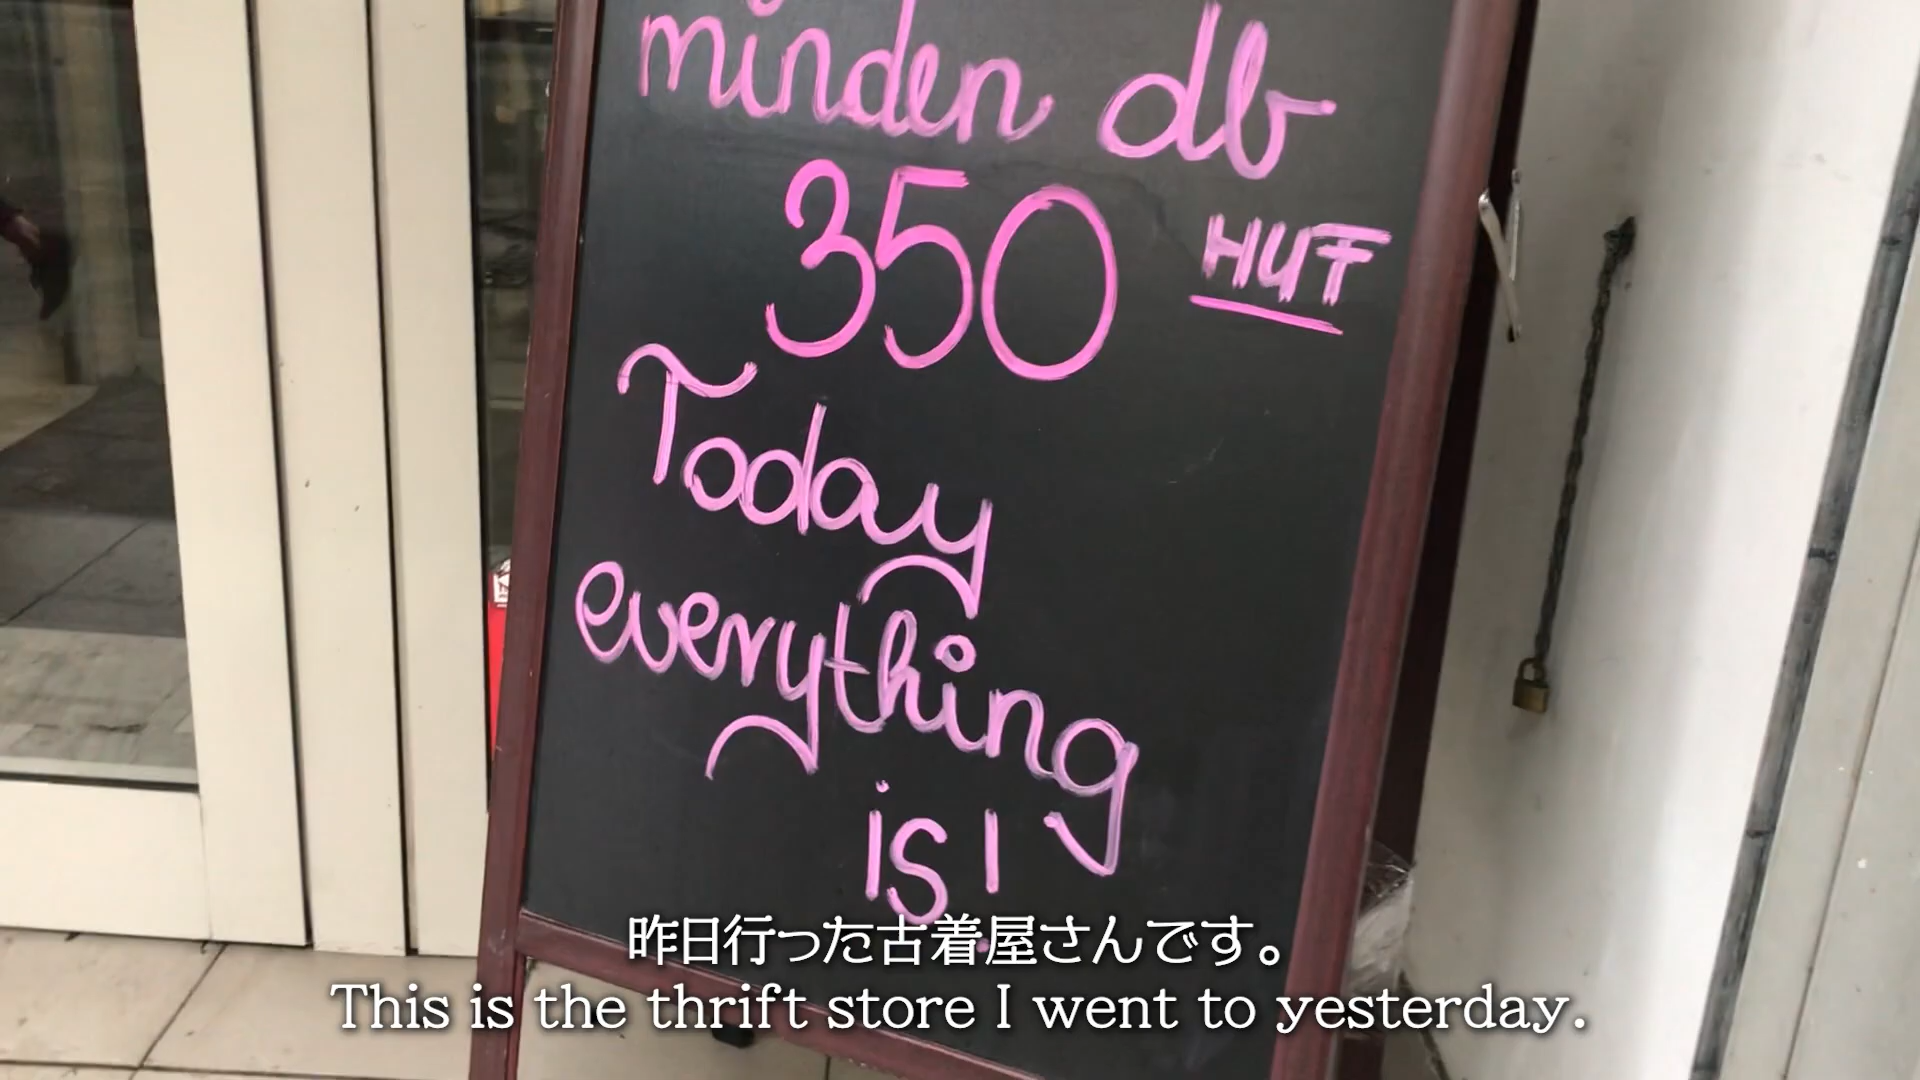 minden db
350 HUF
Today
everything
is!
昨日行った古着屋さんです。
This is the thrift store I went to yesterday.